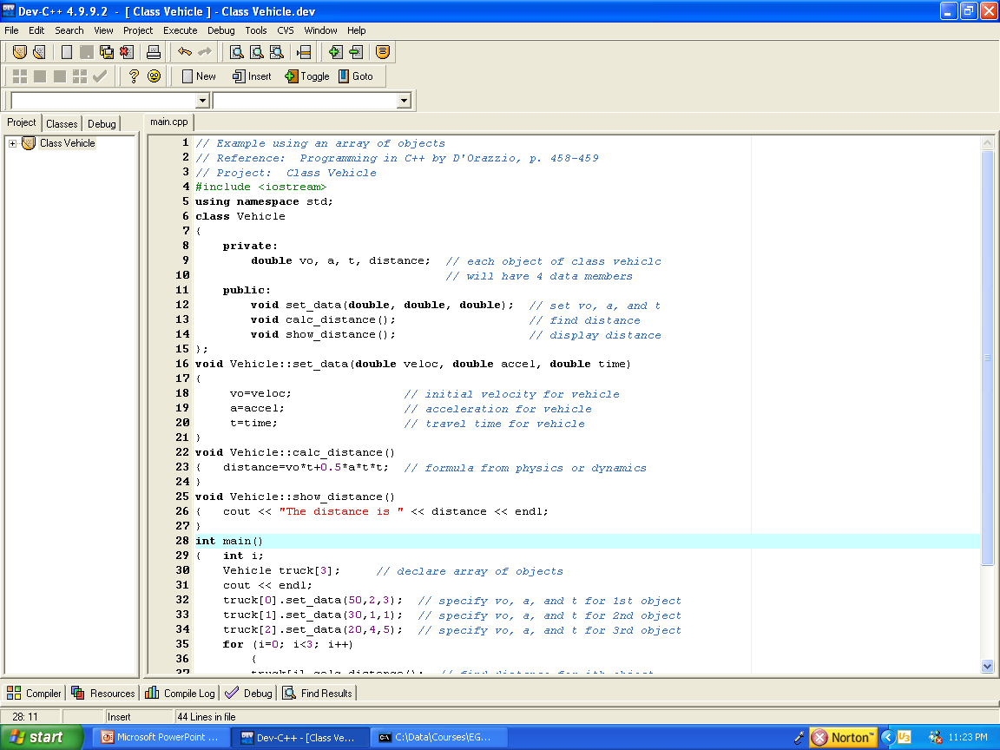 Dev-C++ 4.9.9.2 - [ Class Vehicle ] - Class Vehicle.dev
File Edit Search View Project Execute Debug Tools CVS Window Help
New Insert Toggle Goto
Project Classes Debug
main.cpp
Class Vehicle
1 // Example using an array of objects
2 // Reference:  Programming in C++ by D'Orazzio, p. 458-459
3 // Project:  Class Vehicle
4 #include <iostream>
5 using namespace std;
6 class Vehicle
7 {
8     private:
9         double vo, a, t, distance;  // each object of class vehiclc
10                                     // will have 4 data members
11     public:
12         void set_data(double, double, double);  // set vo, a, and t
13         void calc_distance();                   // find distance
14         void show_distance();                   // display distance
15 };
16 void Vehicle::set_data(double veloc, double accel, double time)
17 {
18      vo=veloc;                // initial velocity for vehicle
19      a=accel;                 // acceleration for vehicle
20      t=time;                  // travel time for vehicle
21 }
22 void Vehicle::calc_distance()
23 {   distance=vo*t+0.5*a*t*t;  // formula from physics or dynamics
24 }
25 void Vehicle::show_distance()
26 {   cout << "The distance is " << distance << endl;
27 }
28 int main()
29 {   int i;
30     Vehicle truck[3];     // declare array of objects
31     cout << endl;
32     truck[0].set_data(50,2,3);  // specify vo, a, and t for 1st object
33     truck[1].set_data(30,1,1);  // specify vo, a, and t for 2nd object
34     truck[2].set_data(20,4,5);  // specify vo, a, and t for 3rd object
35     for (i=0; i<3; i++)
36         {
37         truck[i].calc_distance();  // find distance for ith object
Compiler Resources Compile Log Debug Find Results
28: 11 Insert 44 Lines in file
start Microsoft PowerPoint ... Dev-C++ - [Class Ve... C:\Data\Courses\EG... Norton™ U3 11:23 PM